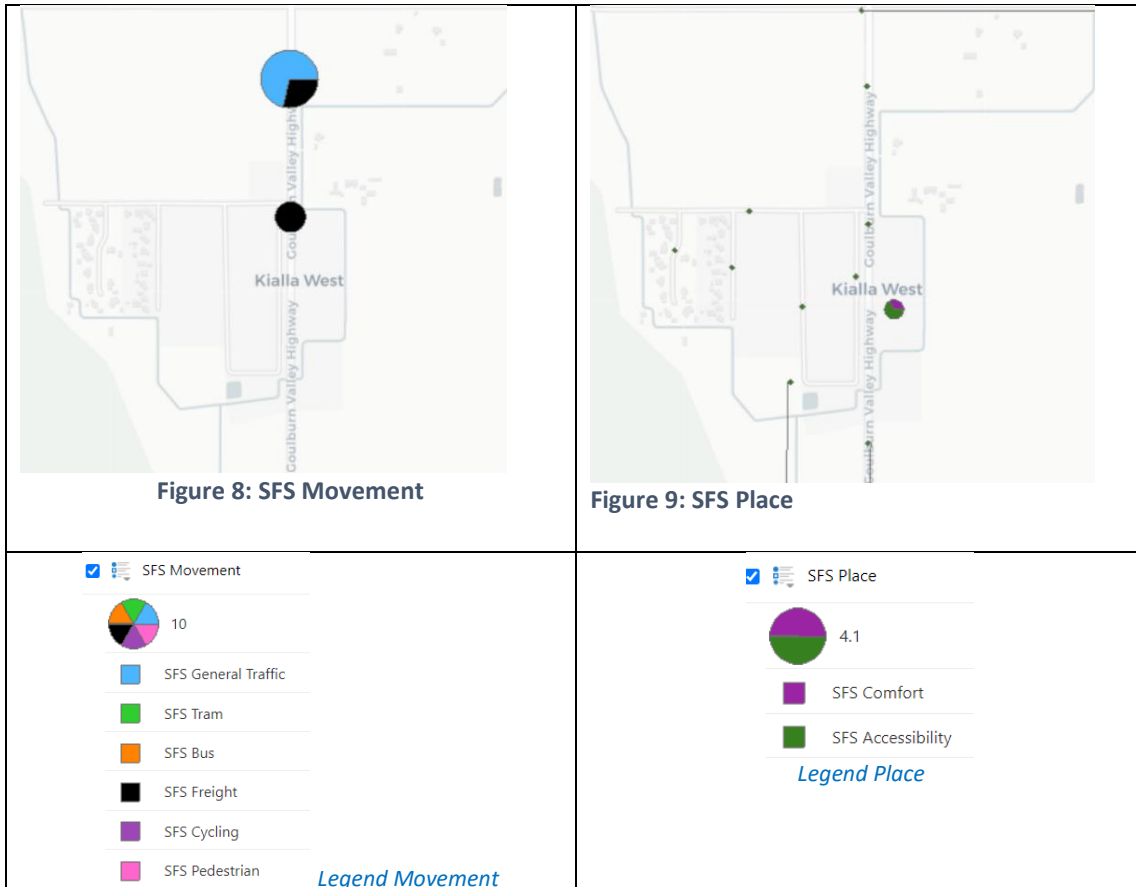 Goulburn Valley Highway
Kialla West
Goulburn Valley Highway
Figure 8: SFS Movement
Goulburn Valley Highway
Kialla West
Goulburn Valley Highway
Figure 9: SFS Place
SFS Movement
10
SFS General Traffic
SFS Tram
SFS Bus
SFS Freight
SFS Cycling
SFS Pedestrian
Legend Movement
SFS Place
4.1
SFS Comfort
SFS Accessibility
Legend Place